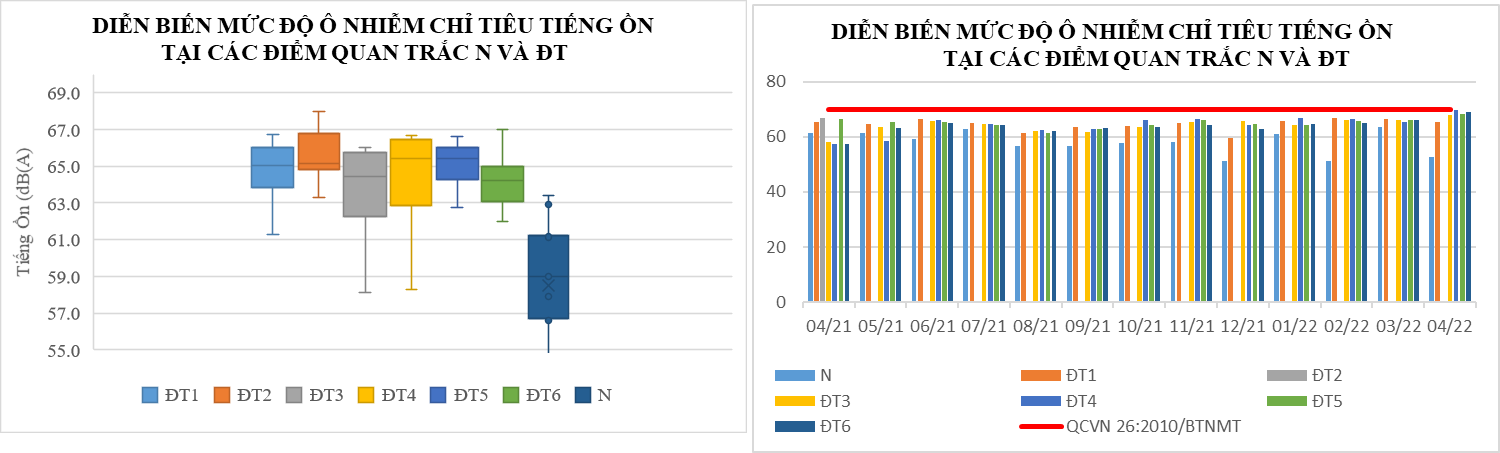 DIỄN BIẾN MỨC ĐỘ Ô NHIỄM CHỈ TIÊU TIẾNG ỒN
TẠI CÁC ĐIỂM QUAN TRẮC N VÀ ĐT
Tiếng Ồn (dB(A)
69.0
67.0
65.0
63.0
61.0
59.0
57.0
55.0
ĐT1 ĐT2 ĐT3 ĐT4 ĐT5 ĐT6 N
DIỄN BIẾN MỨC ĐỘ Ô NHIỄM CHỈ TIÊU TIẾNG ỒN
TẠI CÁC ĐIỂM QUAN TRẮC N VÀ ĐT
80
60
40
20
0
04/21 05/21 06/21 07/21 08/21 09/21 10/21 11/21 12/21 01/22 02/22 03/22 04/22
N ĐT1 ĐT2
ĐT3 ĐT4 ĐT5
ĐT6 QCVN 26:2010/BTNMT